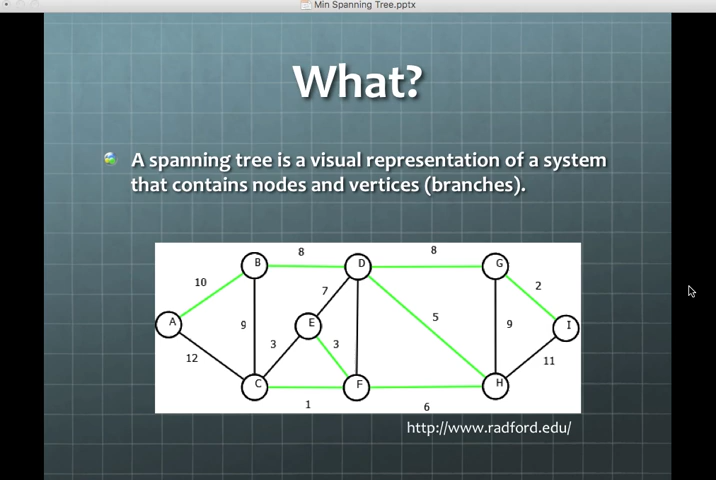 Min Spanning Tree.pptx
What?
A spanning tree is a visual representation of a system
that contains nodes and vertices (branches).
8
8
B
D
G
10
7
2
A
9
E
5
9
I
12
3
3
11
C
F
H
1
6
http://www.radford.edu/